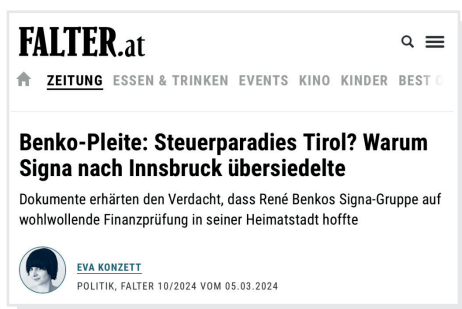 FALTER.at
ZEITUNG ESSEN & TRINKEN EVENTS KINO KINDER BEST
Benko-Pleite: Steuerparadies Tirol? Warum
Signa nach Innsbruck übersiedelte
Dokumente erhärten den Verdacht, dass René Benkos Signa-Gruppe auf
wohlwollende Finanzprüfung in seiner Heimatstadt hoffte
EVA KONZETT
POLITIK, FALTER 10/2024 VOM 05.03.2024